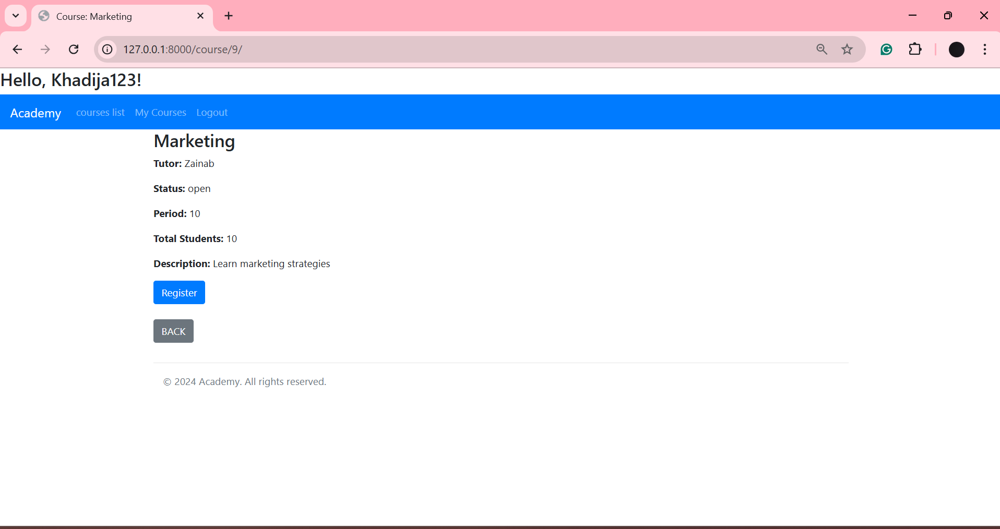 Course: Marketing
127.0.0.1:8000/course/9/
Hello, Khadija123!
Academy courses list My Courses Logout
Marketing
Tutor: Zainab
Status: open
Period: 10
Total Students: 10
Description: Learn marketing strategies
Register
BACK
© 2024 Academy. All rights reserved.